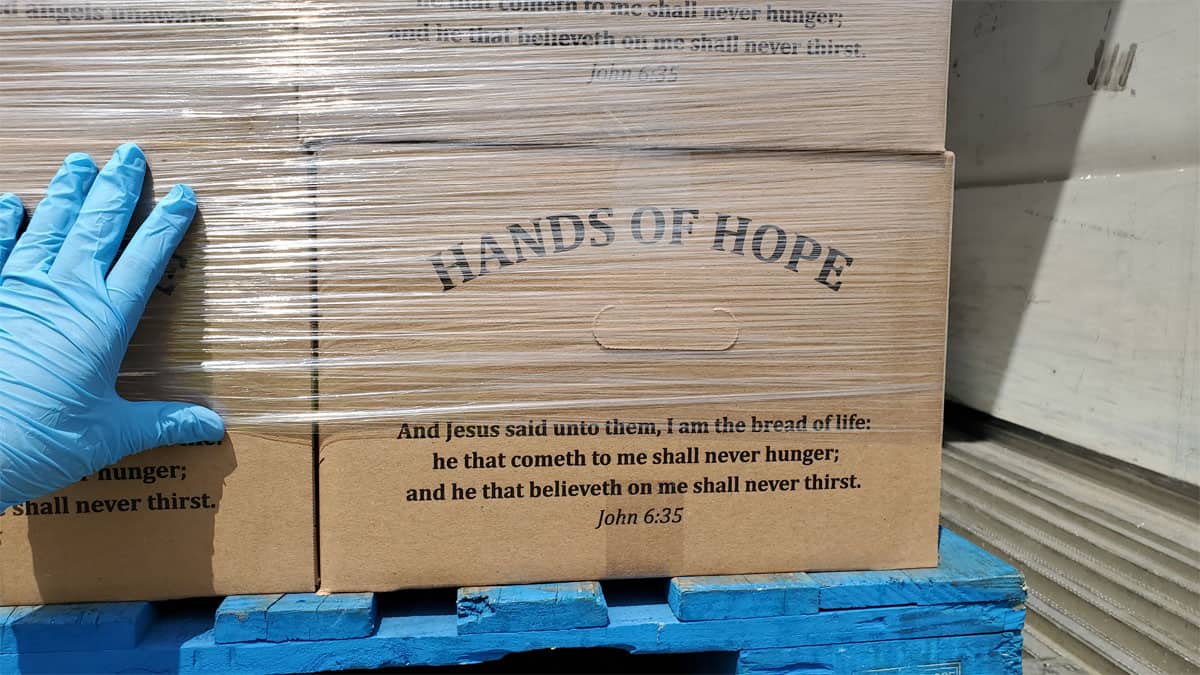 angels unawares
he that cometh to me shall never hunger;
and he that believeth on me shall never thirst.
John 6:35
HANDS OF HOPE
And Jesus said unto them, I am the bread of life:
he that cometh to me shall never hunger;
and he that believeth on me shall never thirst.
John 6:35
hunger;
shall never thirst.